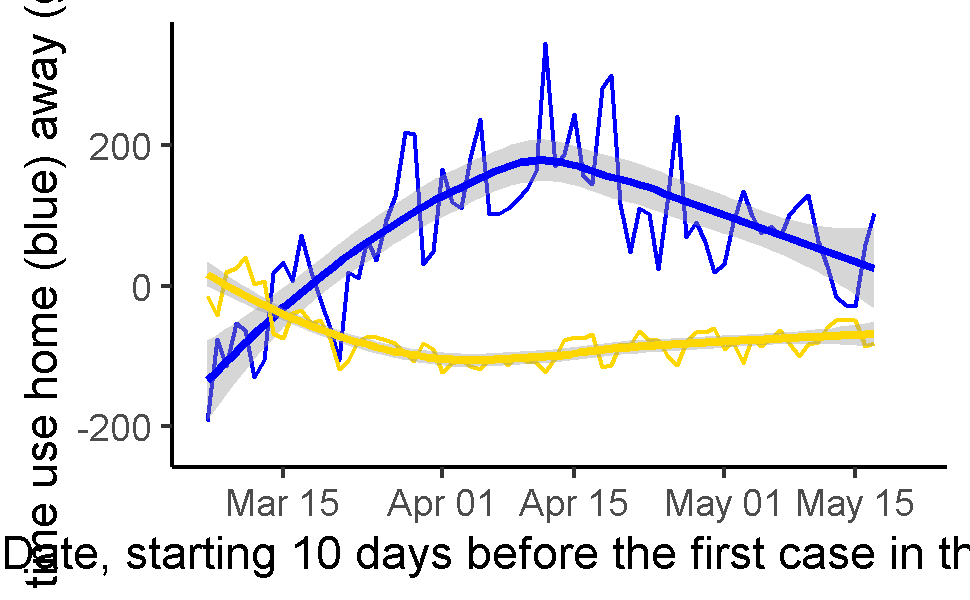 time use home (blue) away (
200
0
-200
Mar 15 Apr 01 Apr 15 May 01 May 15
Date, starting 10 days before the first case in th